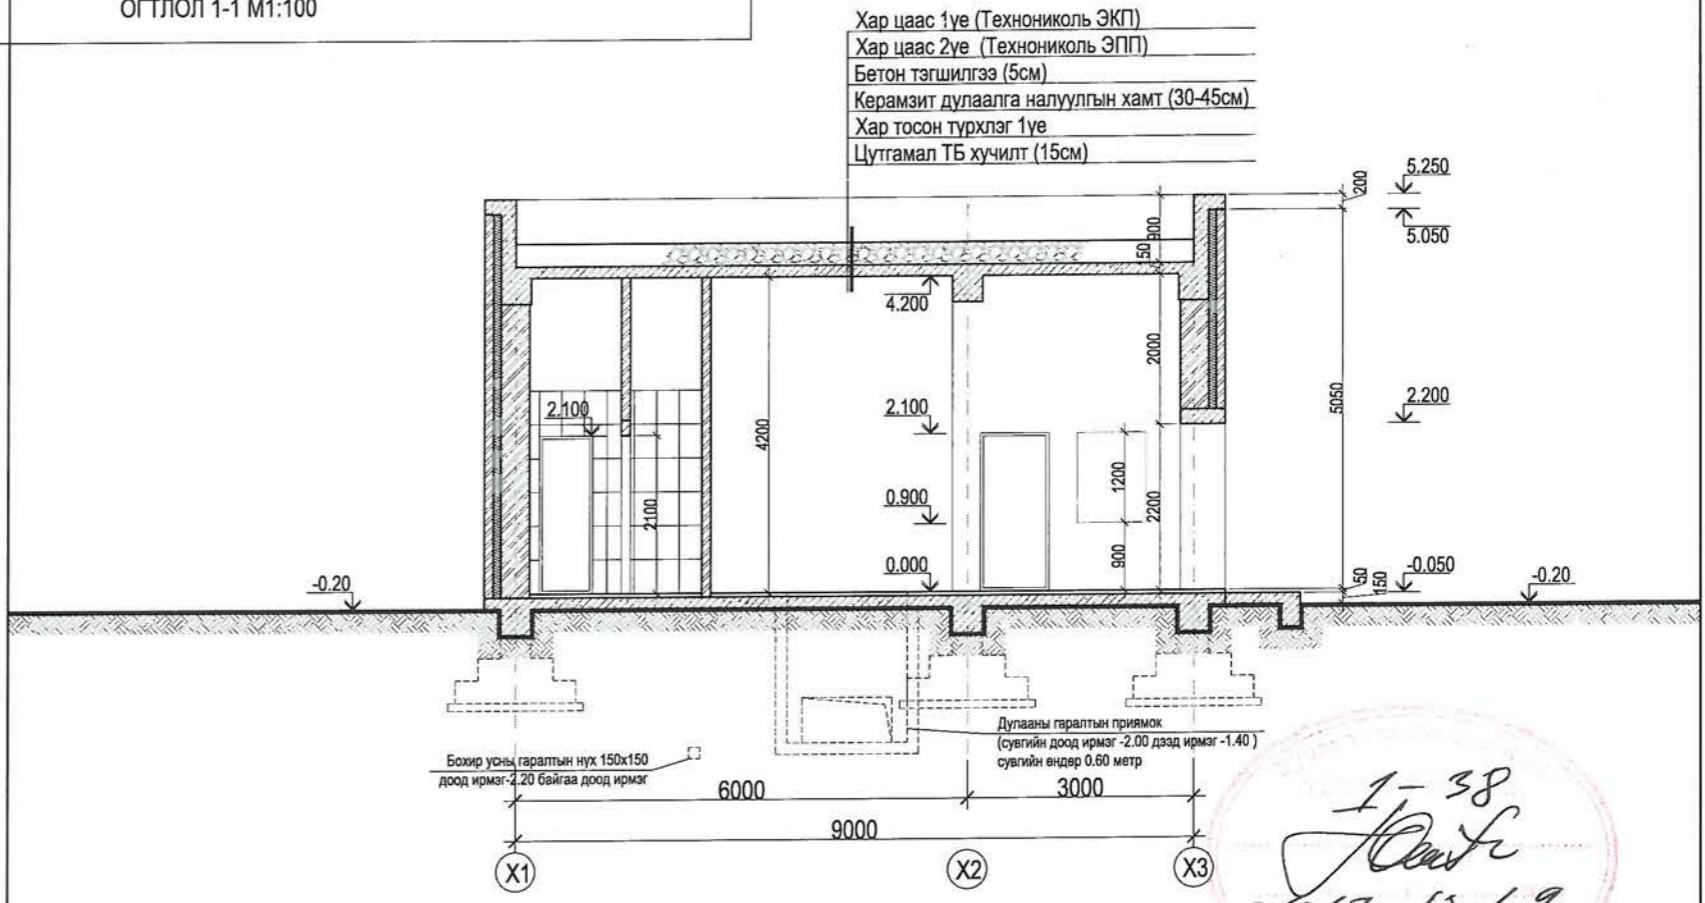 ОГТЛОЛ 1-1 М1:100
Хар цаас 1үе (Технониколь ЭКП)
Хар цаас 2үе (Технониколь ЭПП)
Бетон тэгшилгээ (5см)
Керамзит дулаалга налуулгын хамт (30-45см)
Хар тосон түрхлэг 1үе
Цутгамал ТБ хучилт (15см)
200
5.250
5.050
900
50
4.200
2000
2.100
2.100
4200
5050
2.200
2100
0.900
1200
2200
900
0.000
50
150
-0.050
-0.20
-0.20
Дулааны гаралтын приямок
(сувгийн доод ирмэг -2.00 дээд ирмэг -1.40 )
сувгийн өндөр 0.60 метр
Бохир усны гаралтын нүх 150x150
доод ирмэг-2.20 байгаа доод ирмэг
6000
3000
9000
X1
X2
X3
1-38